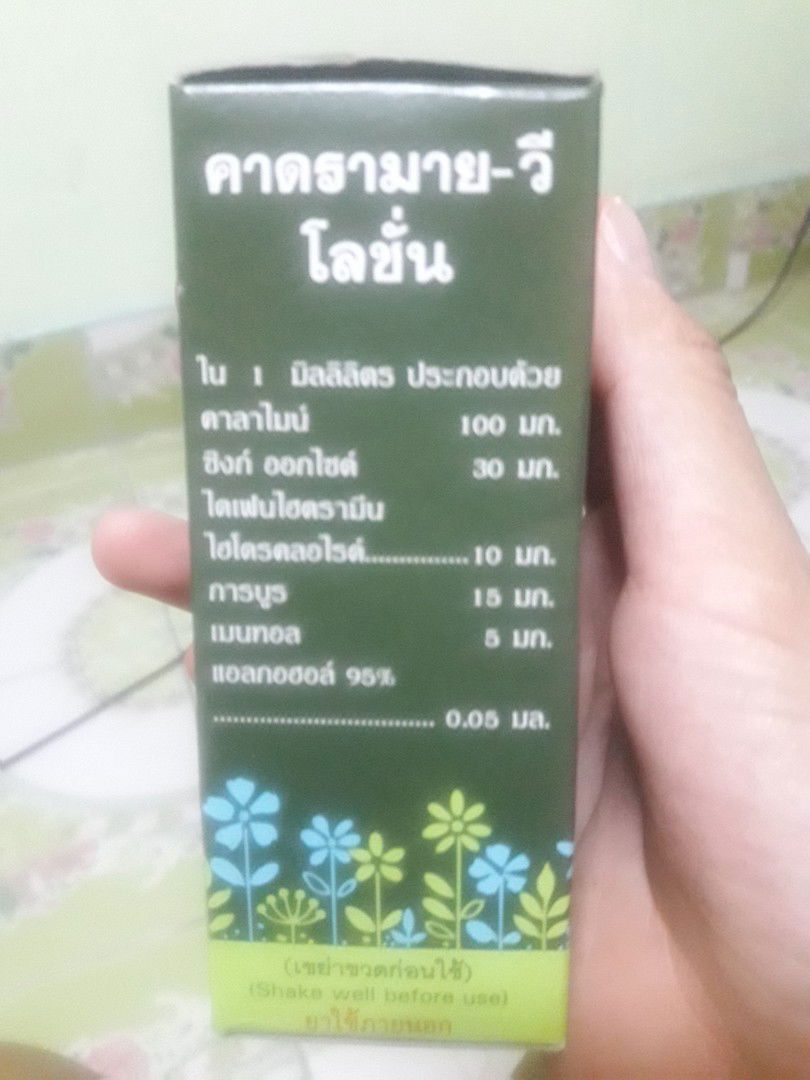 คาดรามาย-วี
โลชั่น
ใน 1 มิลลิลิตร ประกอบด้วย
คาลาไมน์ 100 มก.
ซิงก์ ออกไซด์ 30 มก.
ไดเฟนไฮดรามีน
ไฮโดรคลอไรด์...............10 มก.
การบูร 15 มก.
เมนทอล 5 มก.
แอลกอฮอล์ 95%
.................................. 0.05 มล.
(เขย่าขวดก่อนใช้)
(Shake well before use)
ยาใช้ภายนอก